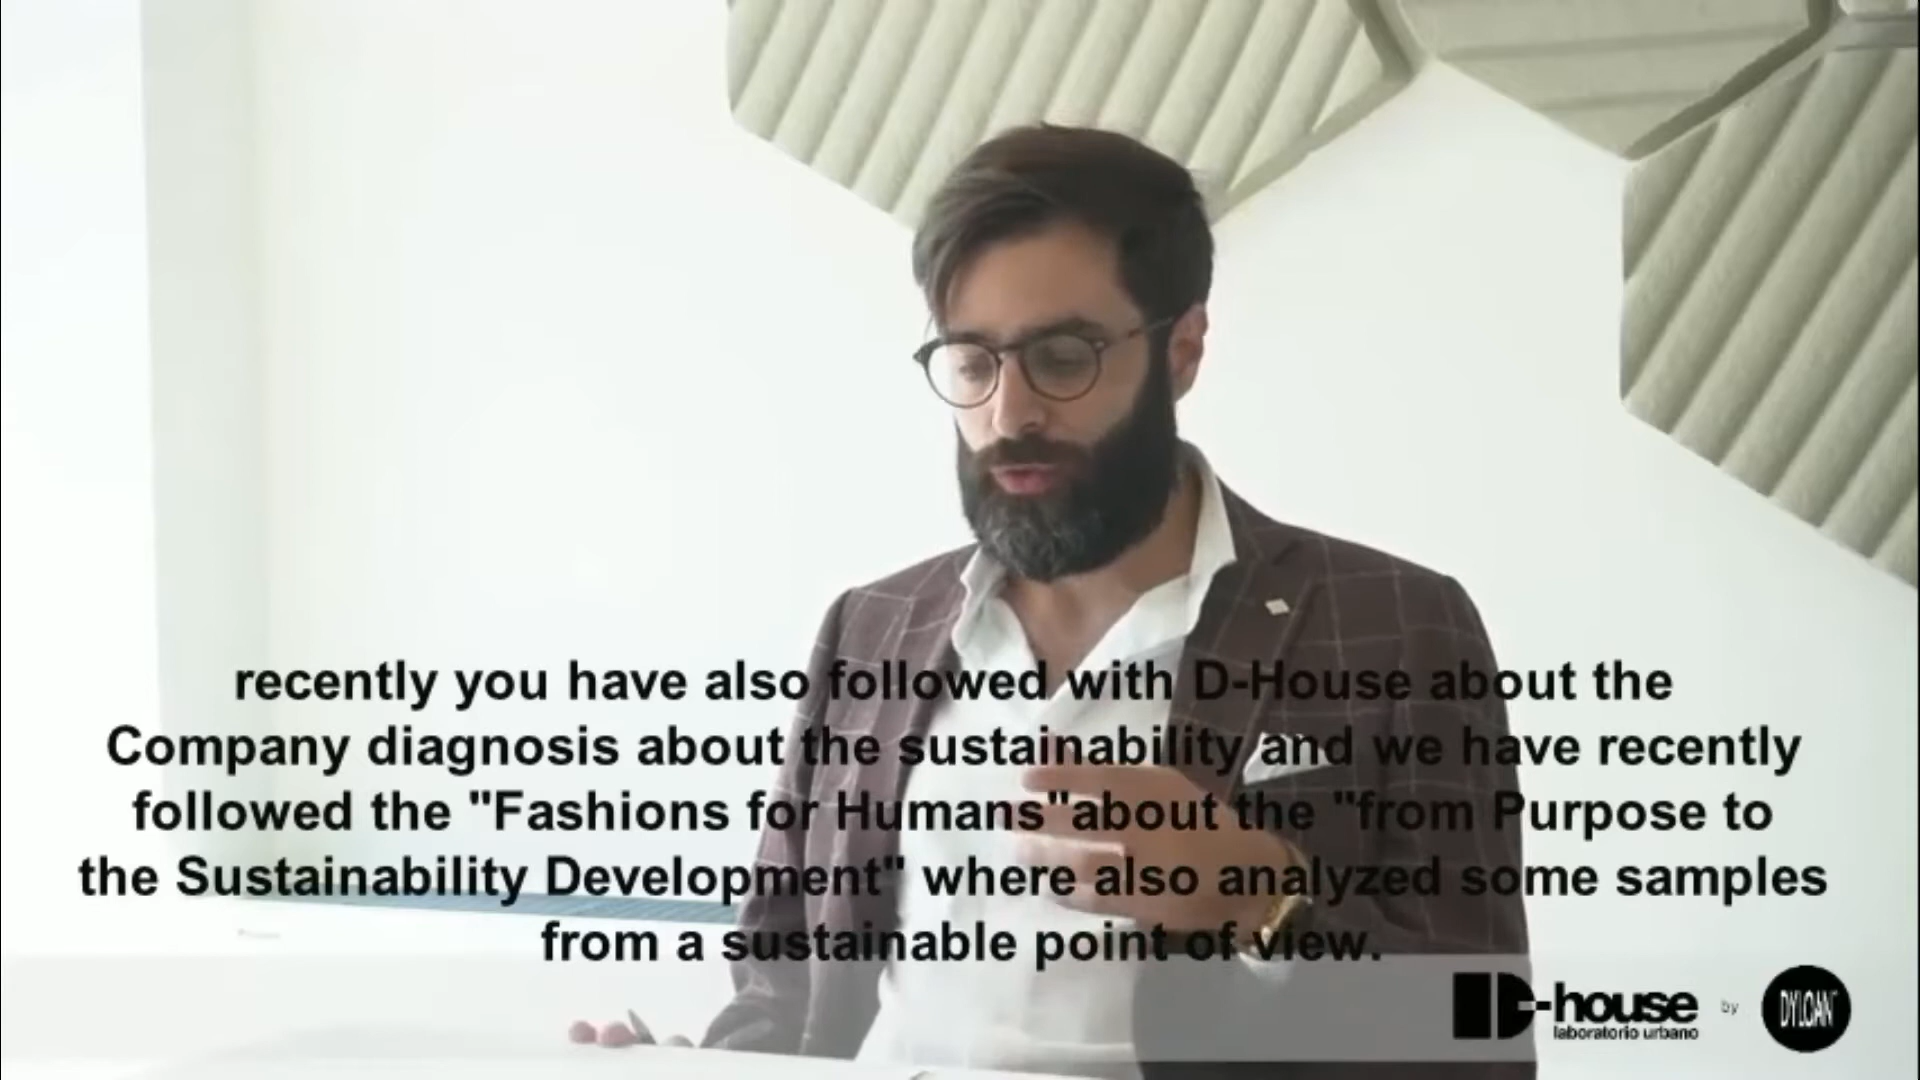 recently you have also followed with D-House about the
Company diagnosis about the sustainability and we have recently
followed the "Fashions for Humans"about the "from Purpose to
the Sustainability Development" where also analyzed some samples
from a sustainable point of view.
D-house
laboratorio urbano
by
DYLOAN